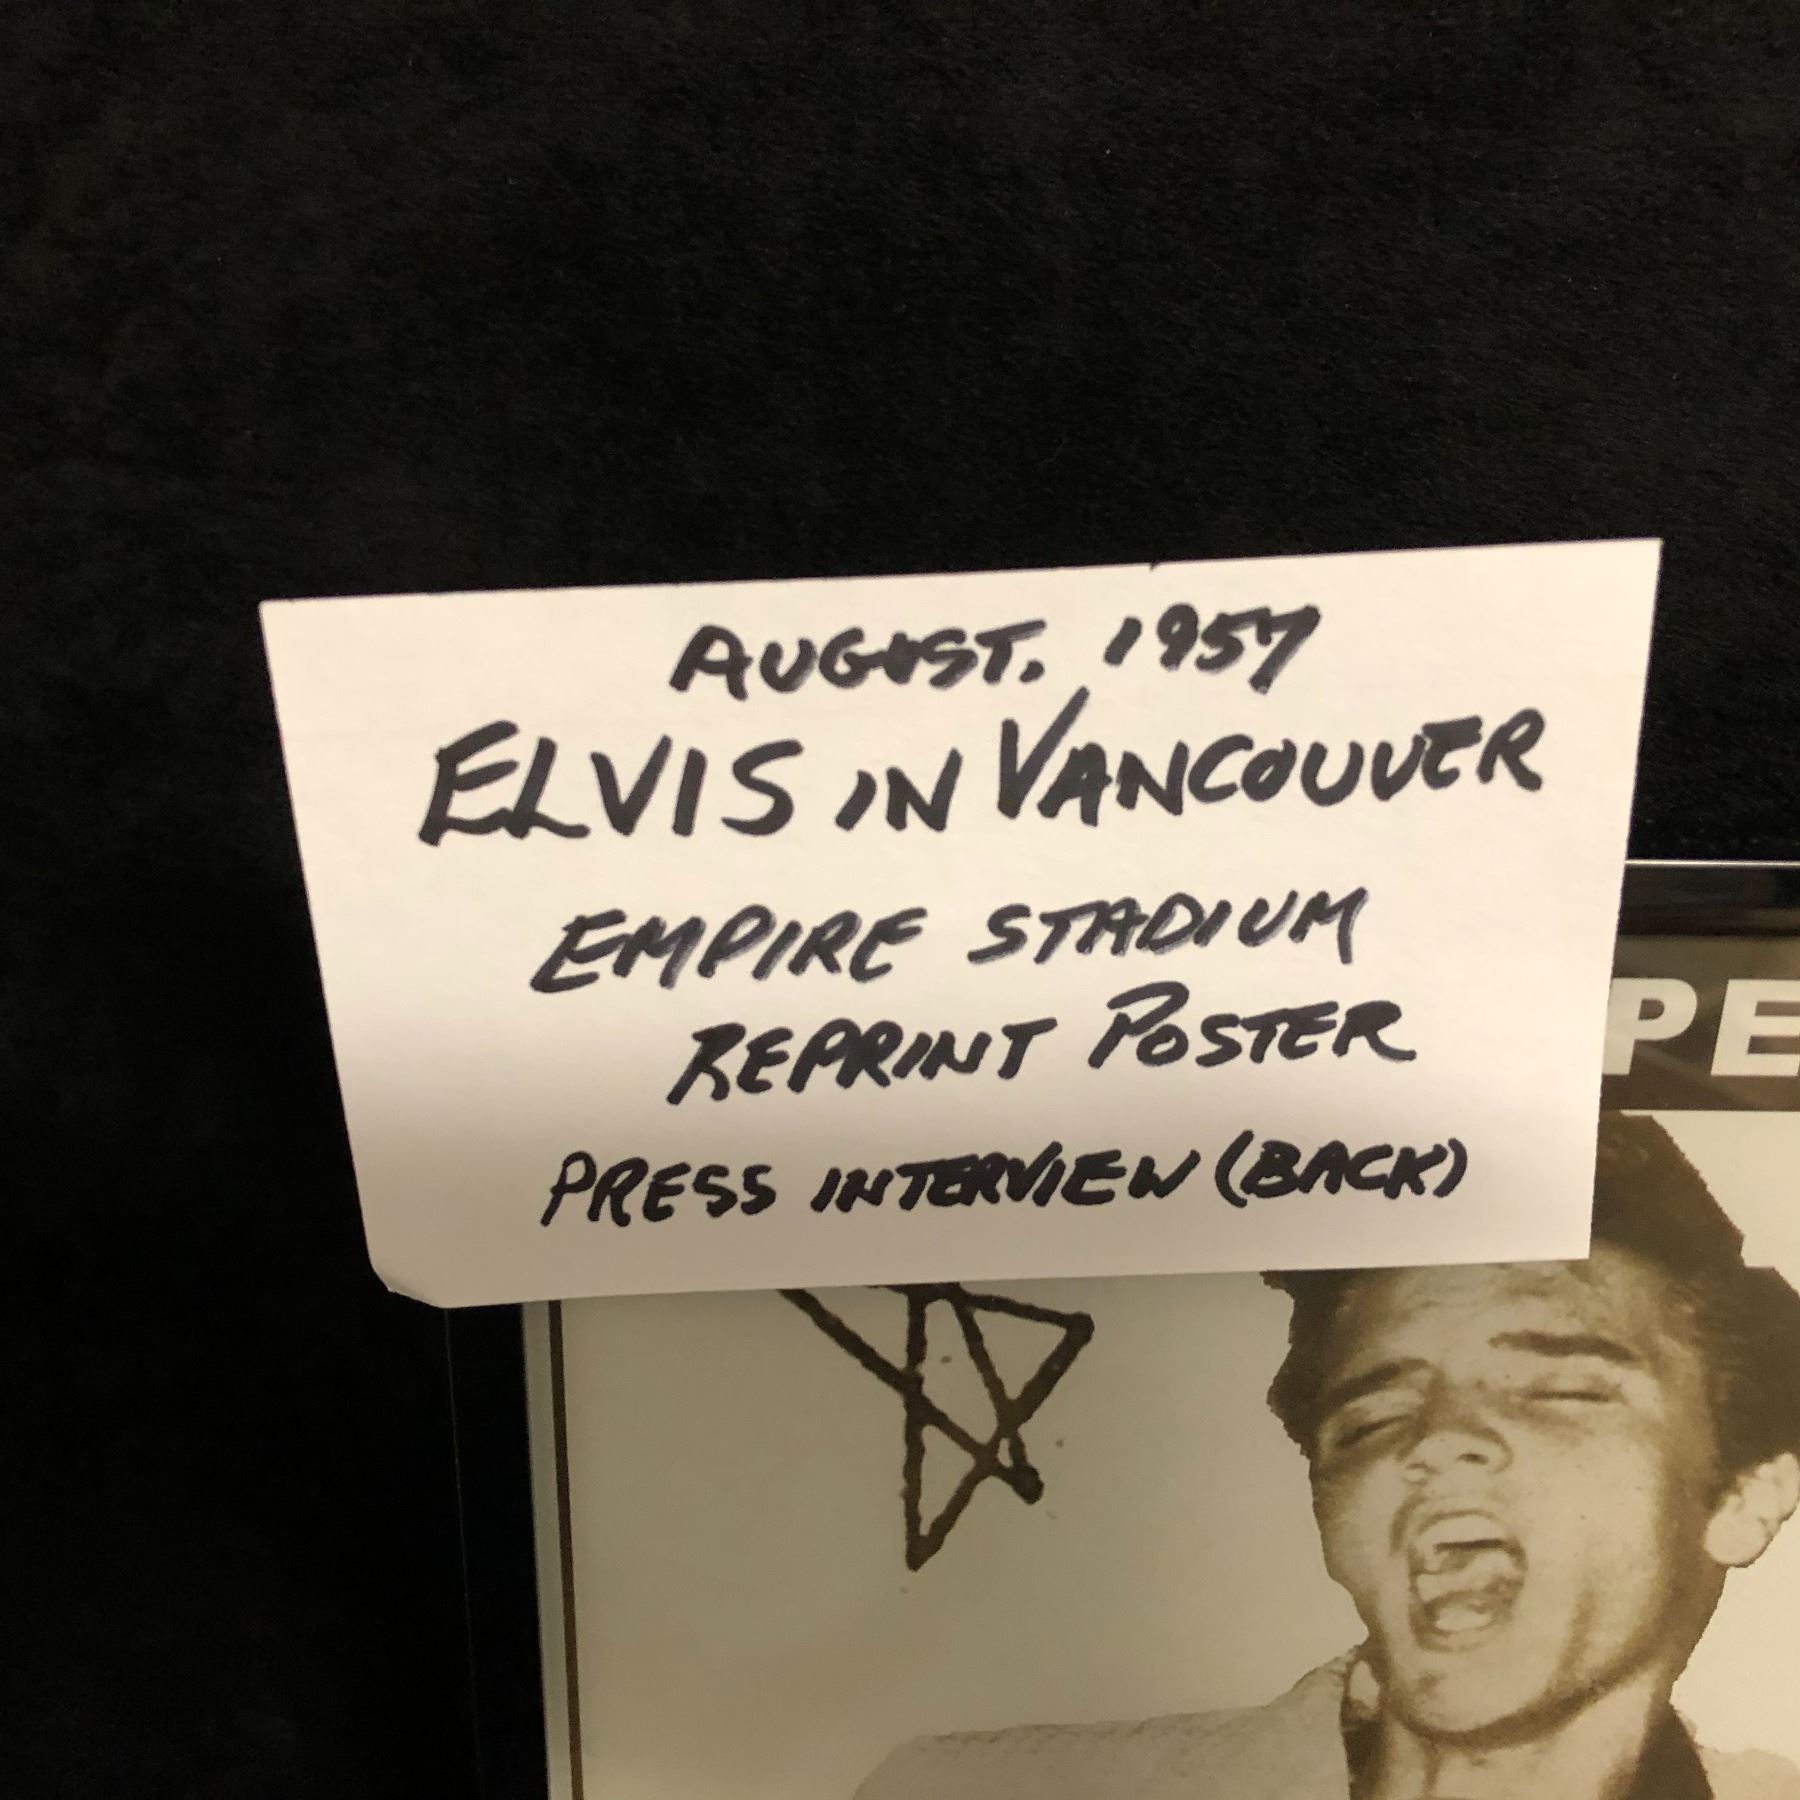 AUGUST. 1957
ELVIS IN VANCOUVER
EMPIRE STADIUM
REPRINT POSTER
PRESS INTERVIEW (BACK)
PE